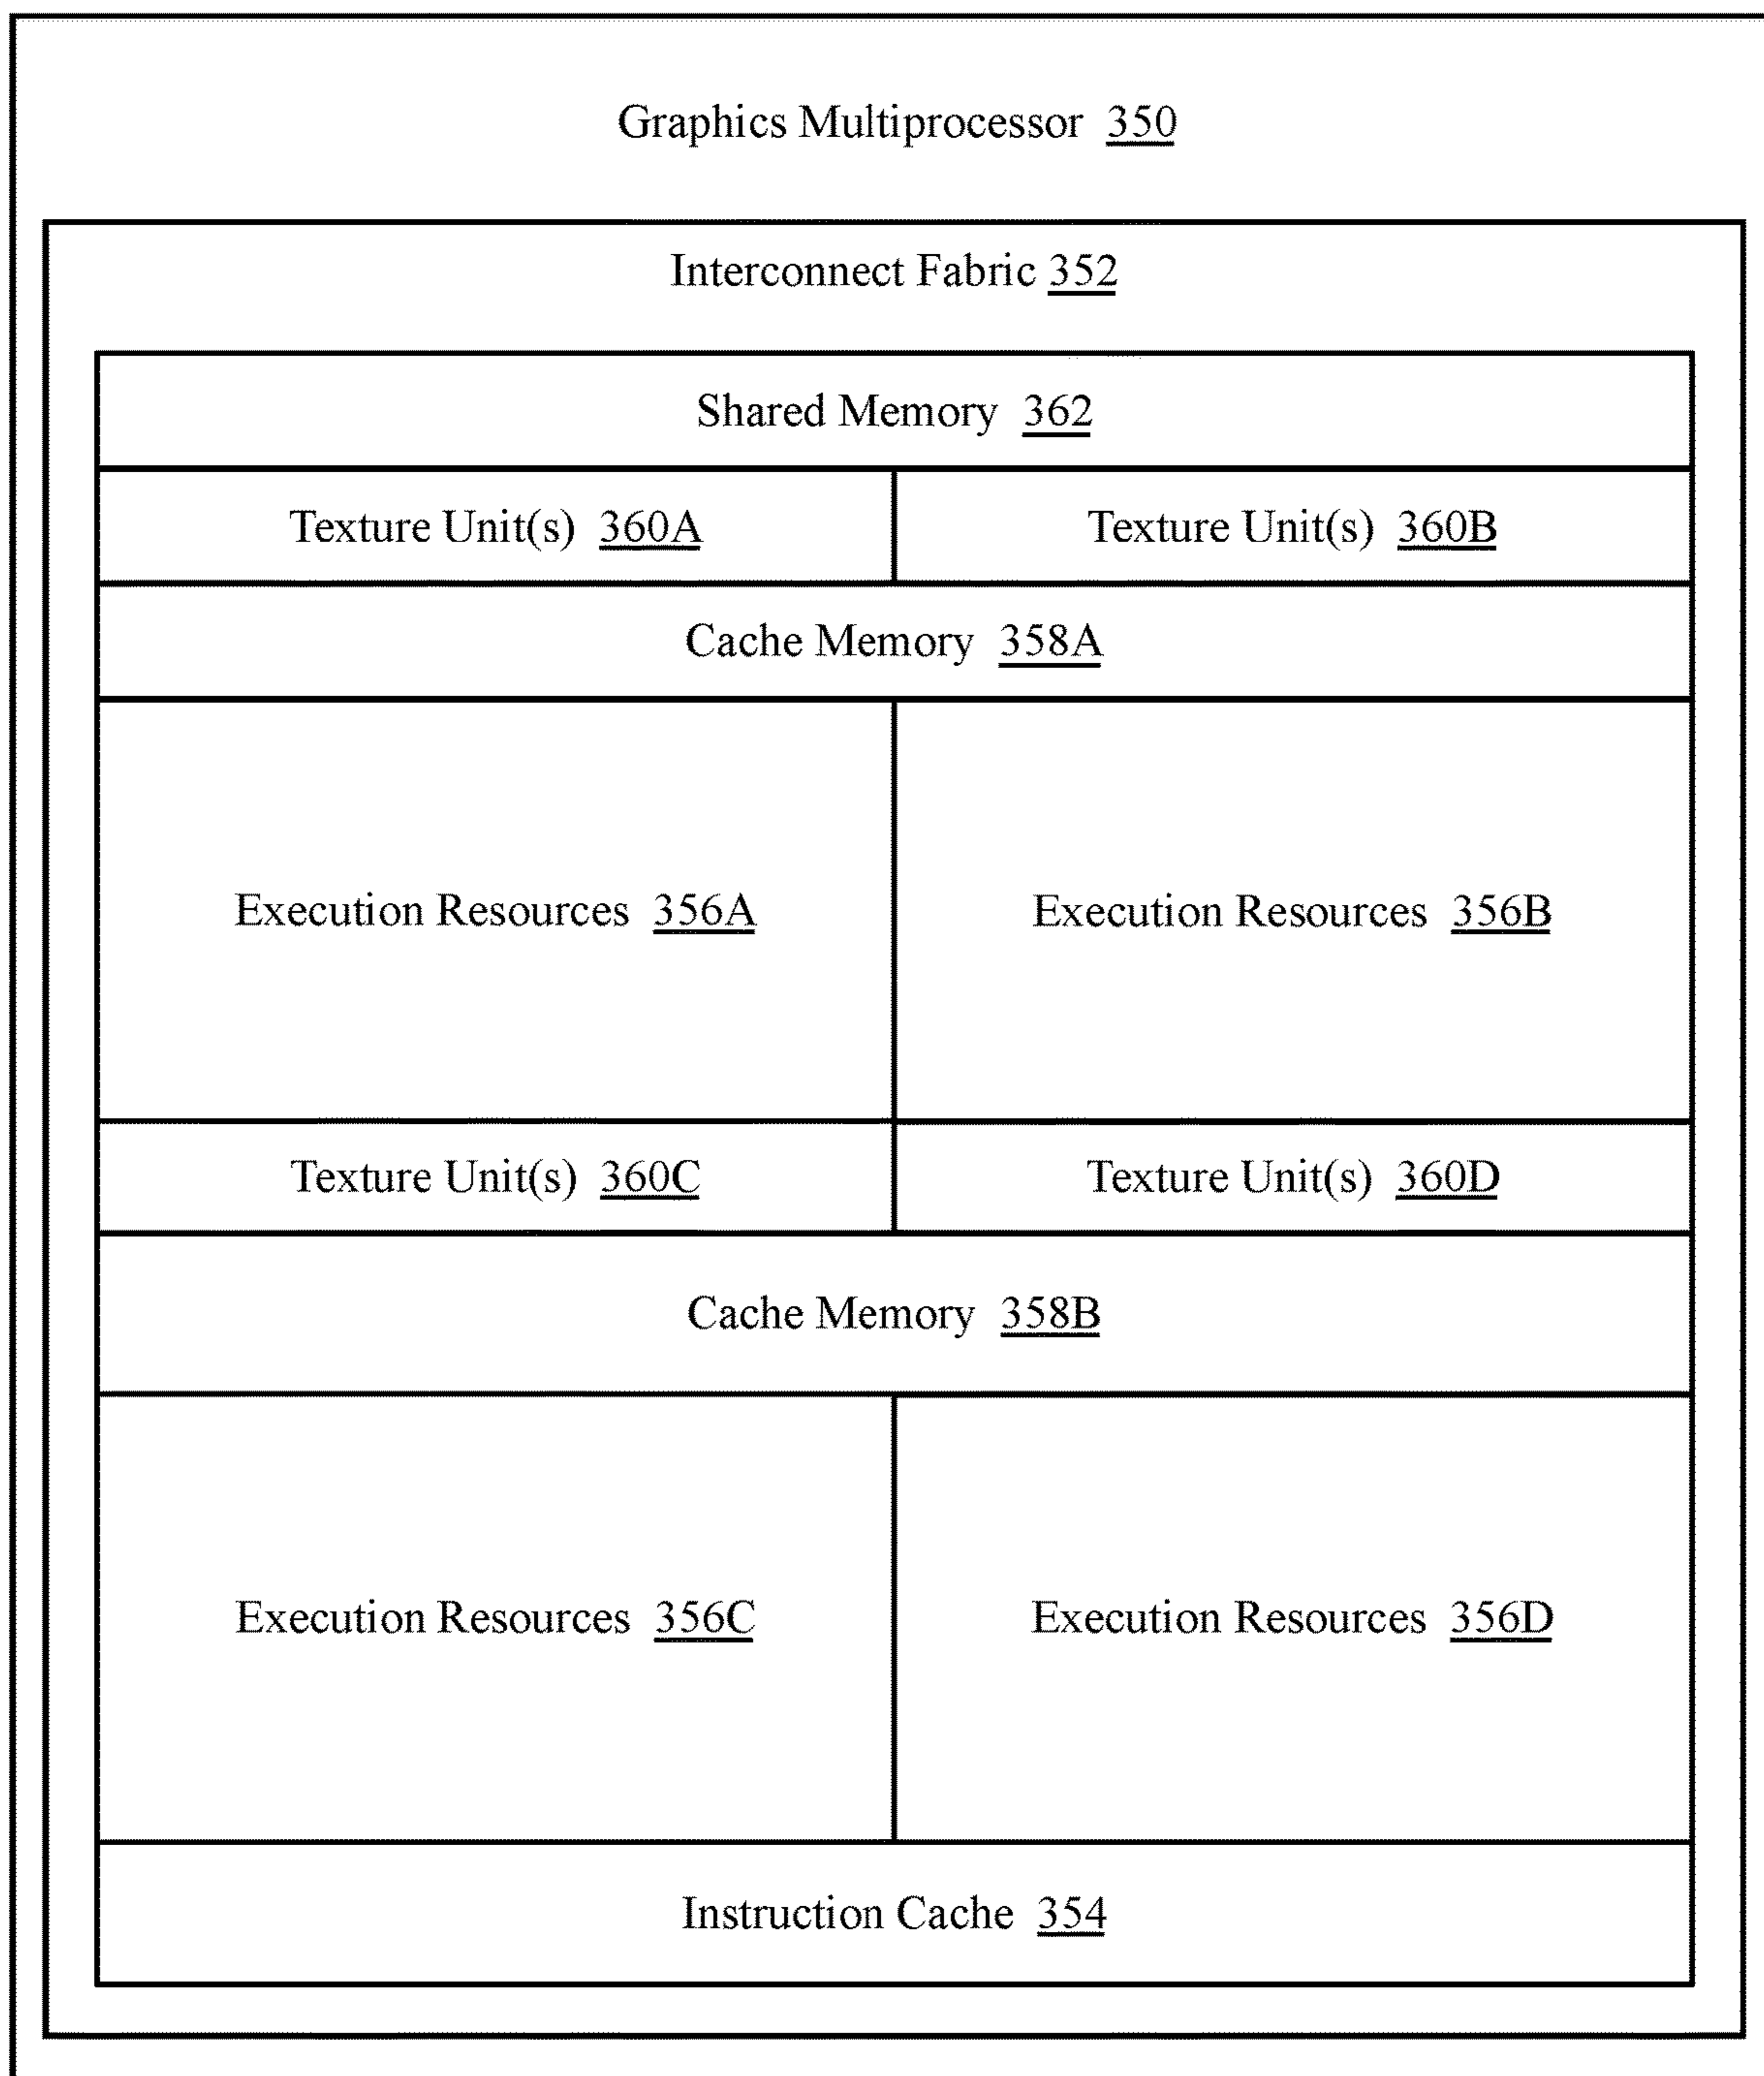 Graphics Multiprocessor 350
Interconnect Fabric 352
Shared Memory 362
Texture Unit(s) 360A
Texture Unit(s) 360B
Cache Memory 358A
Execution Resources 356A
Execution Resources 356B
Texture Unit(s) 360C
Texture Unit(s) 360D
Cache Memory 358B
Execution Resources 356C
Execution Resources 356D
Instruction Cache 354